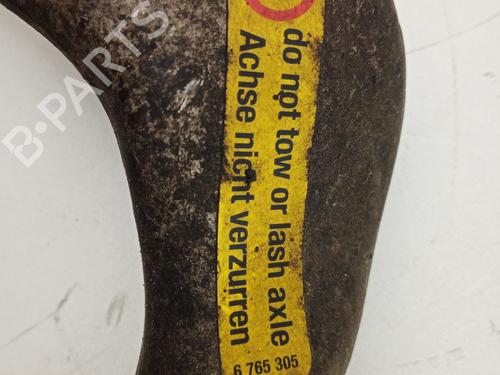 do not tow or lash axle
Achse nicht verzurren
6 765 305
B-PARTS